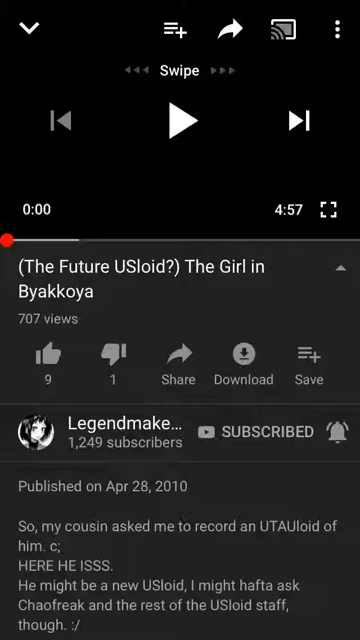 Swipe
0:00
4:57
(The Future USloid?) The Girl in
Byakkoya
707 views
9
1
Share
Download
Save
Legendmake...
1,249 subscribers
SUBSCRIBED
Published on Apr 28, 2010
So, my cousin asked me to record an UTAUloid of
him. c;
HERE HE ISSS.
He might be a new USloid, I might hafta ask
Chaofreak and the rest of the USloid staff,
though. :/